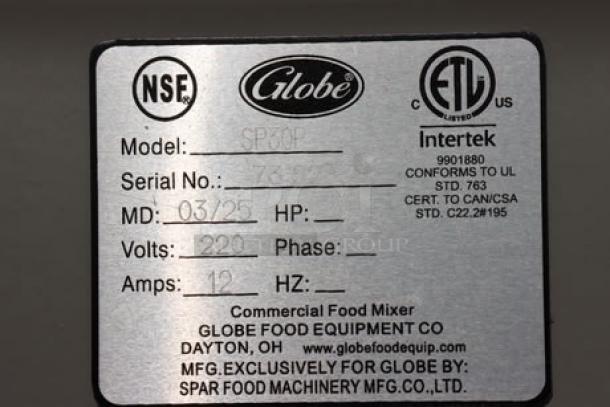 NSF®
Globe®
C ETL US
LISTED
Intertek
9901880
CONFORMS TO UL
STD. 763
CERT. TO CAN/CSA
STD. C22.2#195
Model: SP30P
Serial No.:
MD: 03/25 HP:
Volts: 220 Phase:
Amps: 12 HZ:
Commercial Food Mixer
GLOBE FOOD EQUIPMENT CO
DAYTON, OH www.globefoodequip.com
MFG.EXCLUSIVELY FOR GLOBE BY:
SPAR FOOD MACHINERY MFG.CO.,LTD.